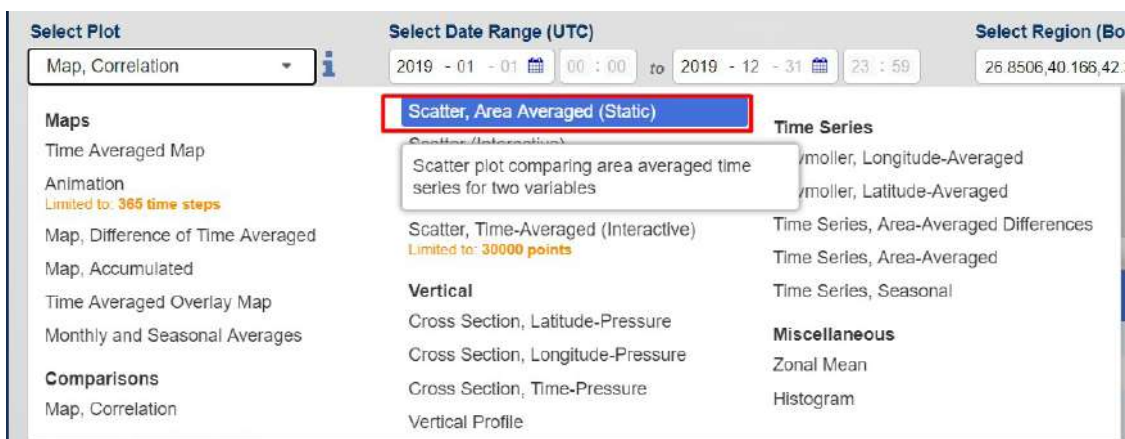 Select Plot
Select Date Range (UTC)
Select Region (Bo
Map, Correlation
i
2019 - 01 - 01 00 : 00 to 2019 - 12 - 31 23 : 59
26.8506,40.166,42.
Maps
Time Averaged Map
Animation
Limited to: 365 time steps
Map, Difference of Time Averaged
Map, Accumulated
Time Averaged Overlay Map
Monthly and Seasonal Averages
Comparisons
Map, Correlation
Scatter, Area Averaged (Static)
Scatter (Interactive)
Scatter plot comparing area averaged time
series for two variables
Scatter, Time-Averaged (Interactive)
Limited to: 30000 points
Vertical
Cross Section, Latitude-Pressure
Cross Section, Longitude-Pressure
Cross Section, Time-Pressure
Vertical Profile
Time Series
vmoller, Longitude-Averaged
vmoller, Latitude-Averaged
Time Series, Area-Averaged Differences
Time Series, Area-Averaged
Time Series, Seasonal
Miscellaneous
Zonal Mean
Histogram